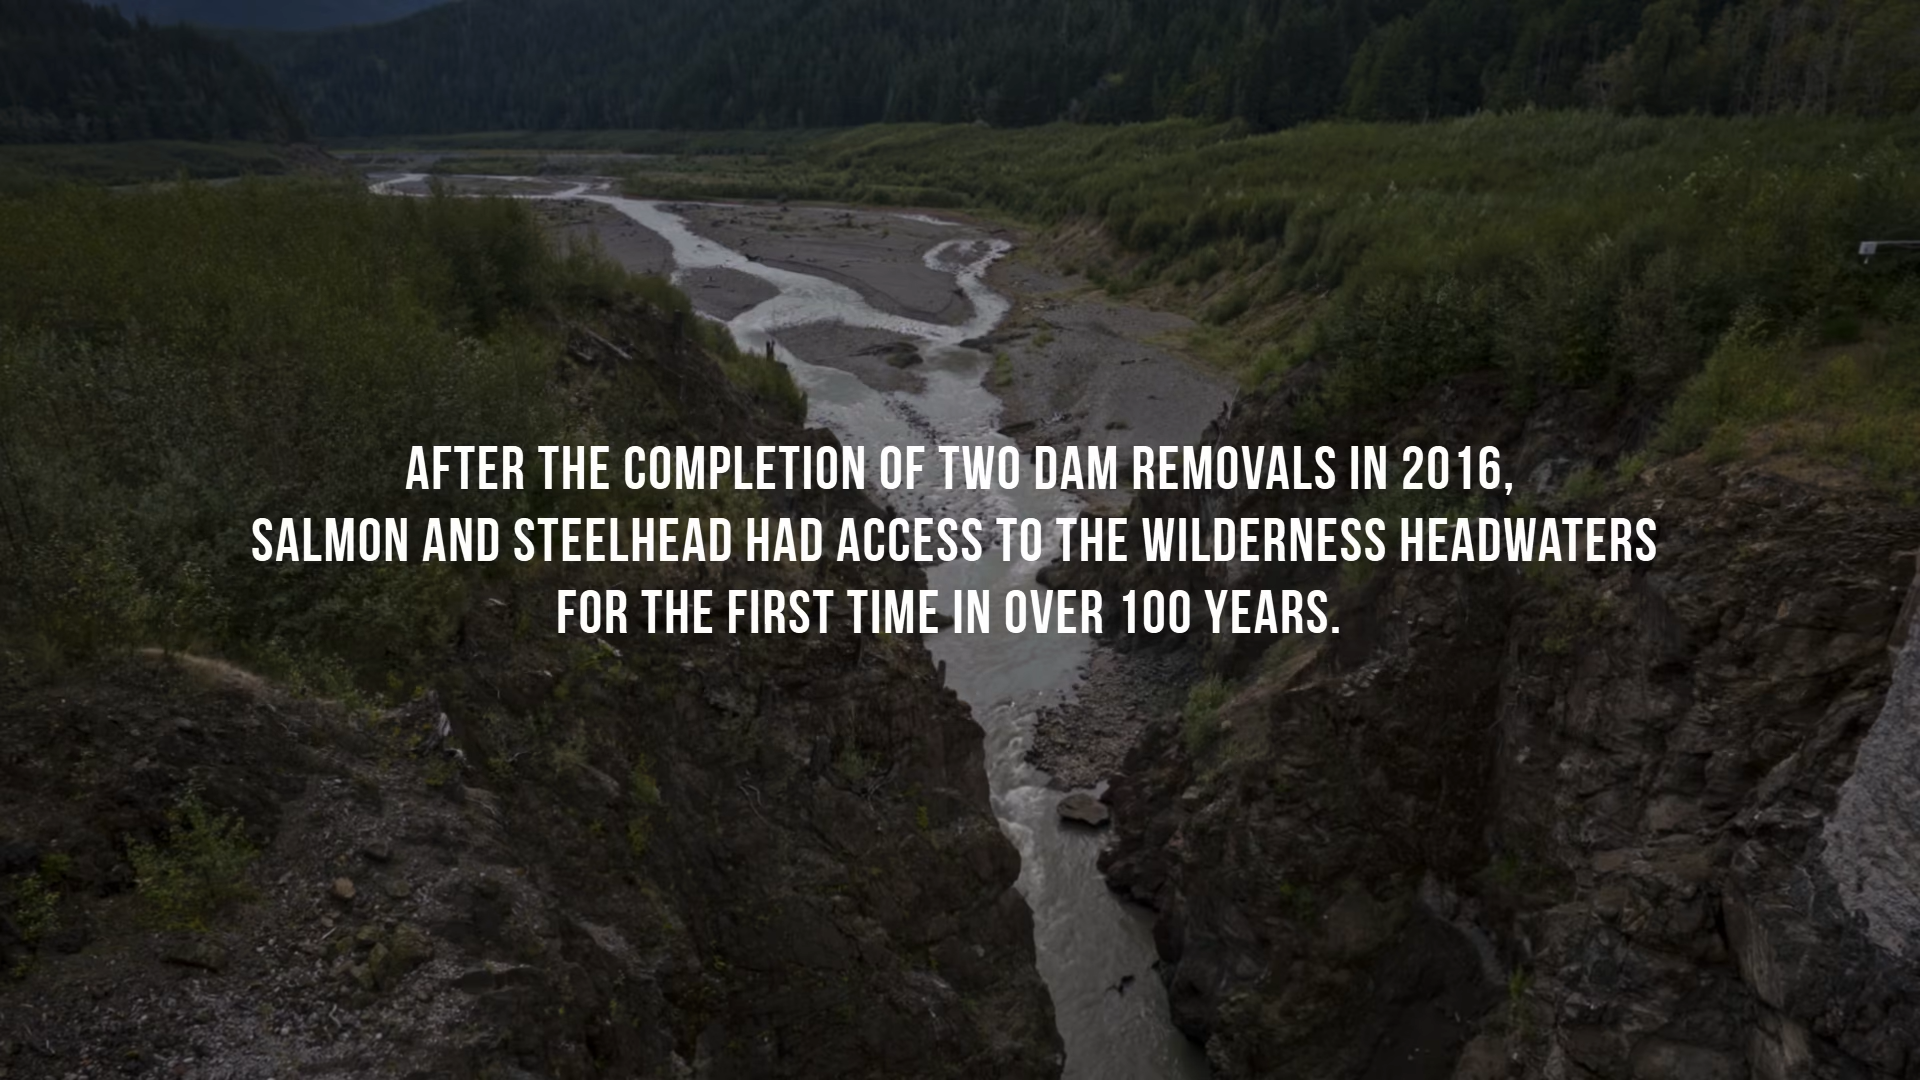 AFTER THE COMPLETION OF TWO DAM REMOVALS IN 2016,
SALMON AND STEELHEAD HAD ACCESS TO THE WILDERNESS HEADWATERS
FOR THE FIRST TIME IN OVER 100 YEARS.